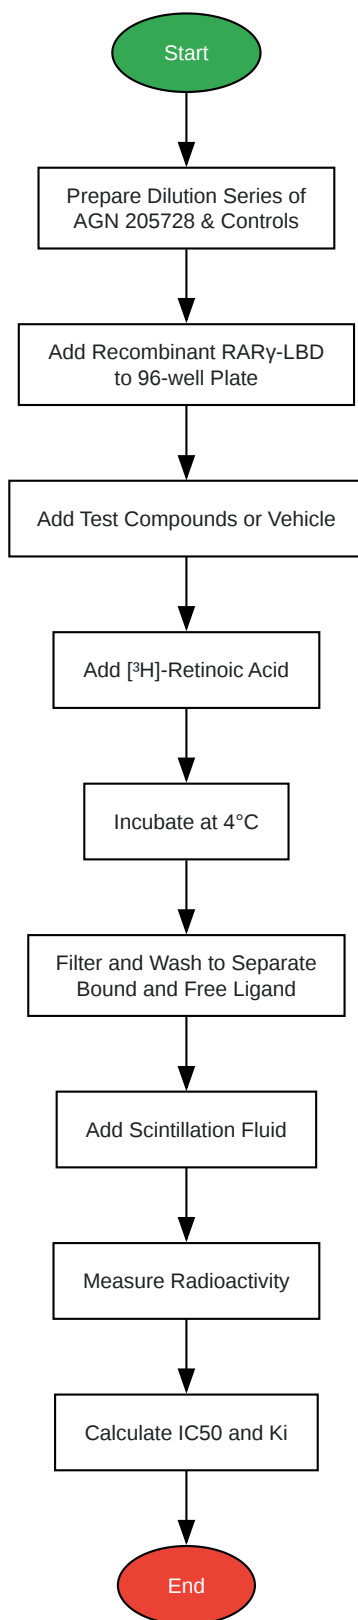 Start
Prepare Dilution Series of
AGN 205728 & Controls
Add Recombinant RARγ-LBD
to 96-well Plate
Add Test Compounds or Vehicle
Add [³H]-Retinoic Acid
Incubate at 4°C
Filter and Wash to Separate
Bound and Free Ligand
Add Scintillation Fluid
Measure Radioactivity
Calculate IC50 and Ki
End